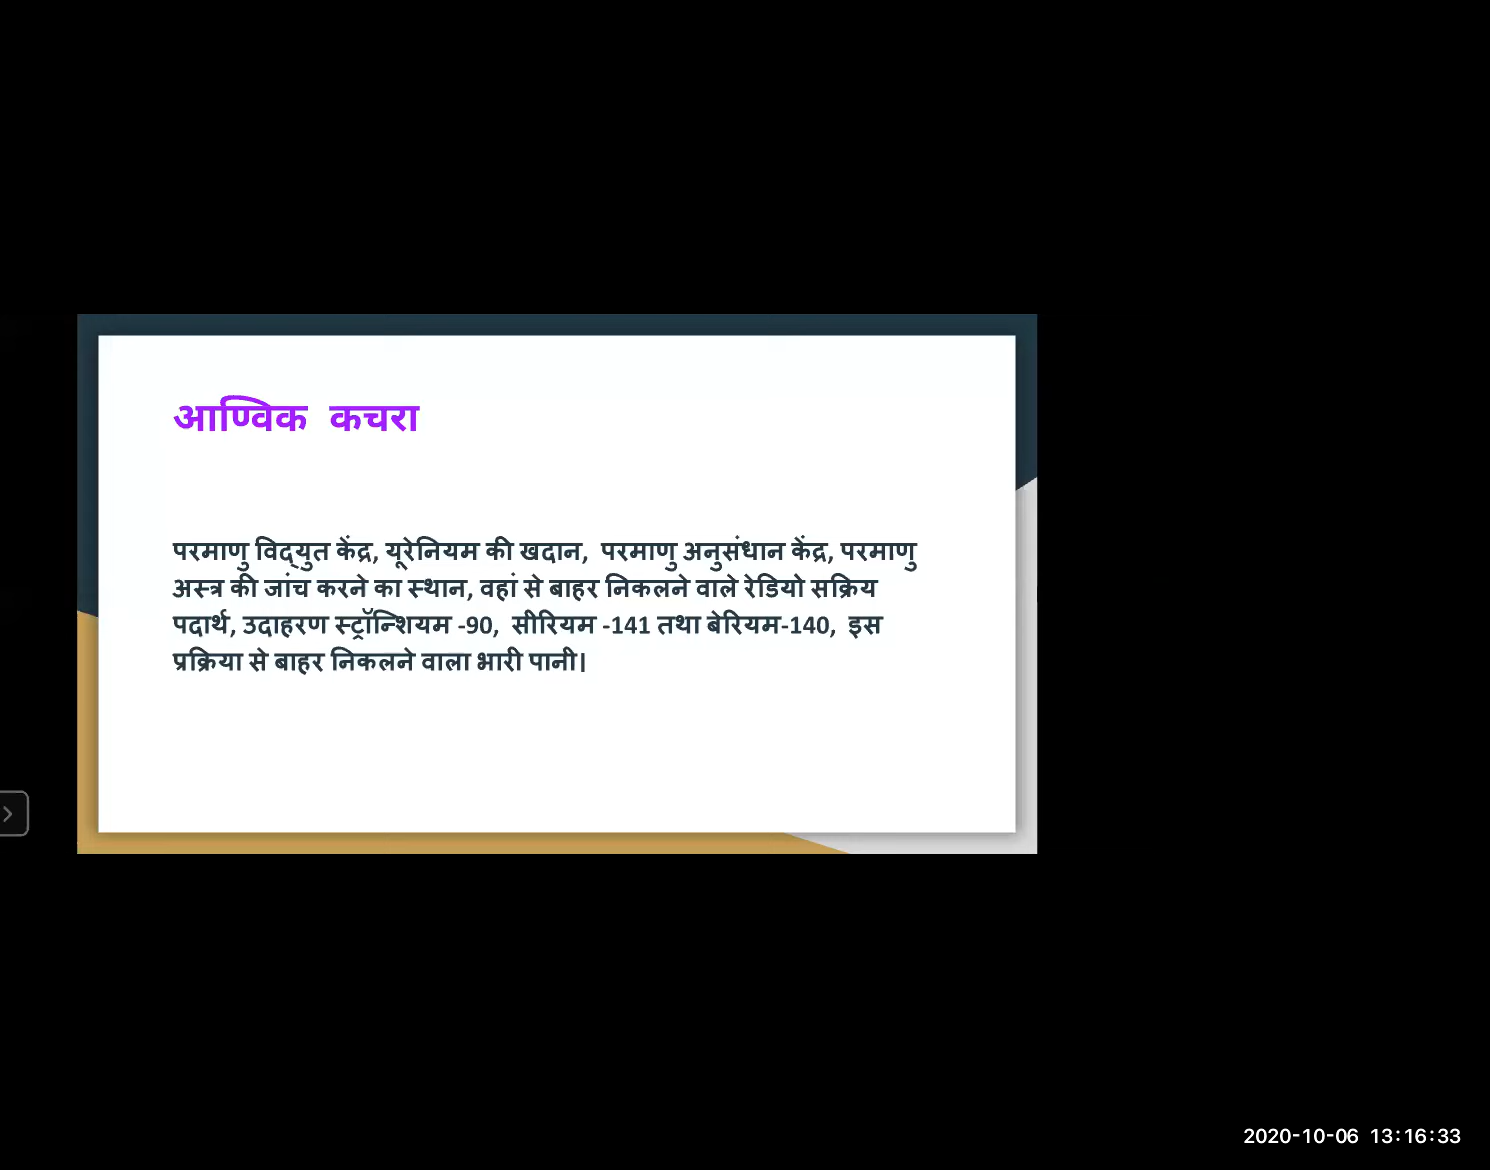 आण्विक कचरा
परमाणु विद्‌युत केंद्र, यूरेनियम की खदान, परमाणु अनुसंधान केंद्र, परमाणु
अस्त्र की जांच करने का स्थान, वहां से बाहर निकलने वाले रेडियो सक्रिय
पदार्थ, उदाहरण स्ट्रॉन्शियम -90, सीरियम -141 तथा बेरियम-140, इस
प्रक्रिया से बाहर निकलने वाला भारी पानी।
2020-10-06 13:16:33